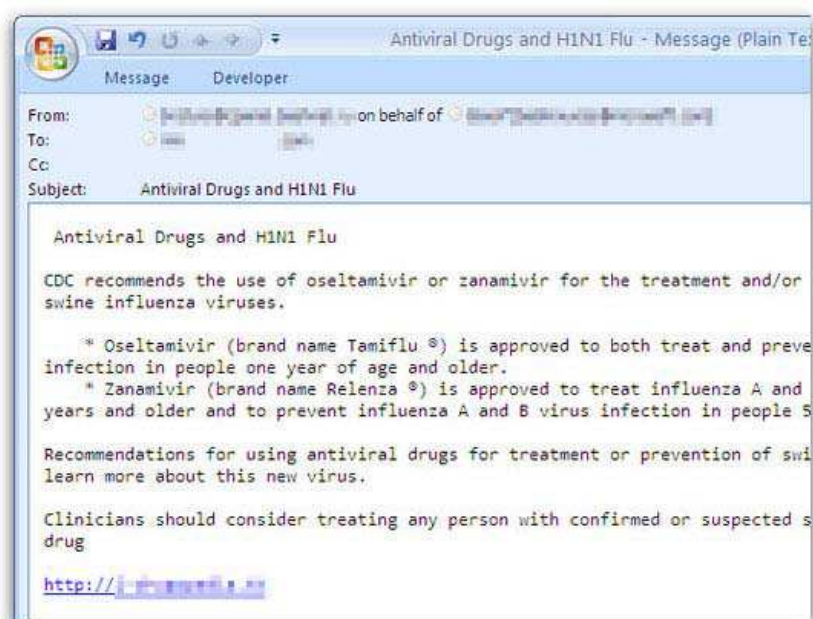 Antiviral Drugs and H1N1 Flu - Message (Plain Te
Message Developer
From: on behalf of
To:
Cc:
Subject: Antiviral Drugs and H1N1 Flu
Antiviral Drugs and H1N1 Flu
CDC recommends the use of oseltamivir or zanamivir for the treatment and/or
swine influenza viruses.
* Oseltamivir (brand name Tamiflu ®) is approved to both treat and preve
infection in people one year of age and older.
* Zanamivir (brand name Relenza ®) is approved to treat influenza A and
years and older and to prevent influenza A and B virus infection in people 5
Recommendations for using antiviral drugs for treatment or prevention of swi
learn more about this new virus.
Clinicians should consider treating any person with confirmed or suspected s
drug
http://